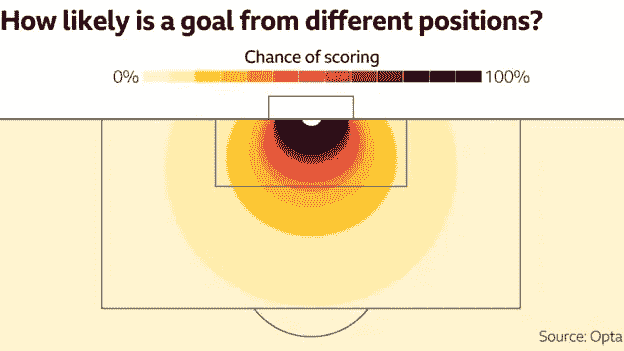 How likely is a goal from different positions?
Chance of scoring
0% 100%
Source: Opta